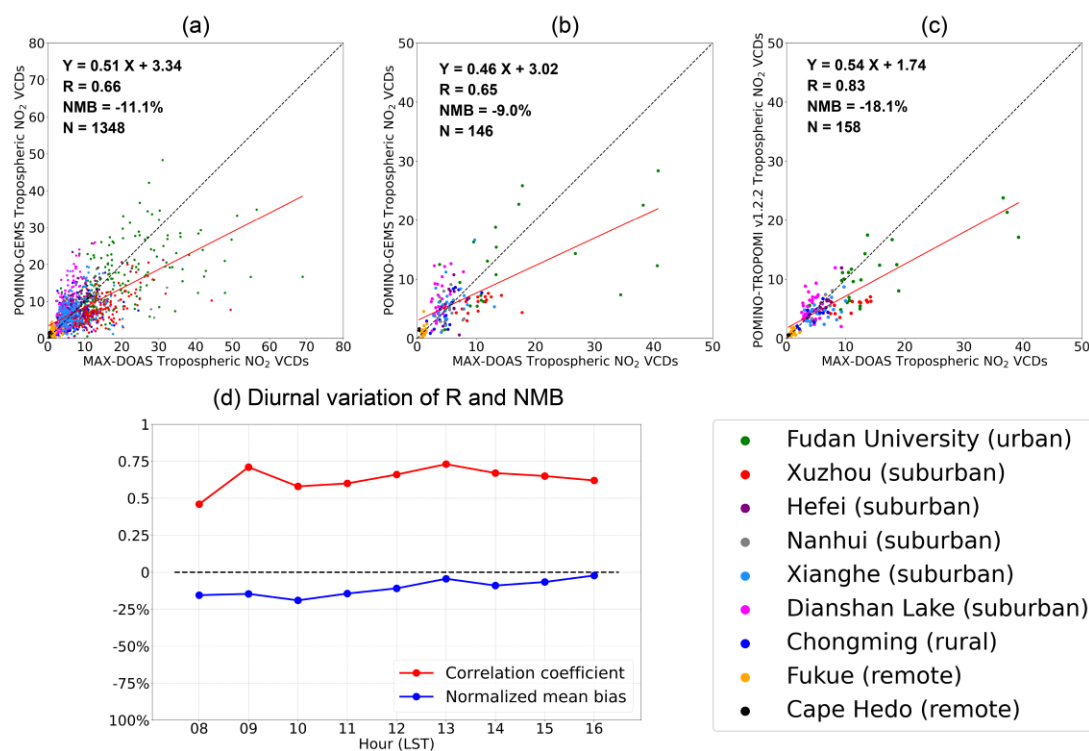 (a)
80
70
60
50
40
30
20
10
0
0 10 20 30 40 50 60 70 80
POMINO-GEMS Tropospheric NO₂ VCDs
MAX-DOAS Tropospheric NO₂ VCDs
Y = 0.51 X + 3.34
R = 0.66
NMB = -11.1%
N = 1348
(b)
50
40
30
20
10
0
0 10 20 30 40 50
POMINO-GEMS Tropospheric NO₂ VCDs
MAX-DOAS Tropospheric NO₂ VCDs
Y = 0.46 X + 3.02
R = 0.65
NMB = -9.0%
N = 146
(c)
50
40
30
20
10
0
0 10 20 30 40 50
POMINO-TROPOMI v1.2.2 Tropospheric NO₂ VCDs
MAX-DOAS Tropospheric NO₂ VCDs
Y = 0.54 X + 1.74
R = 0.83
NMB = -18.1%
N = 158
(d) Diurnal variation of R and NMB
1
0.75
0.5
0.25
0
-25%
-50%
-75%
100%
08 09 10 11 12 13 14 15 16
Hour (LST)
Correlation coefficient
Normalized mean bias
Fudan University (urban)
Xuzhou (suburban)
Hefei (suburban)
Nanhui (suburban)
Xianghe (suburban)
Dianshan Lake (suburban)
Chongming (rural)
Fukue (remote)
Cape Hedo (remote)